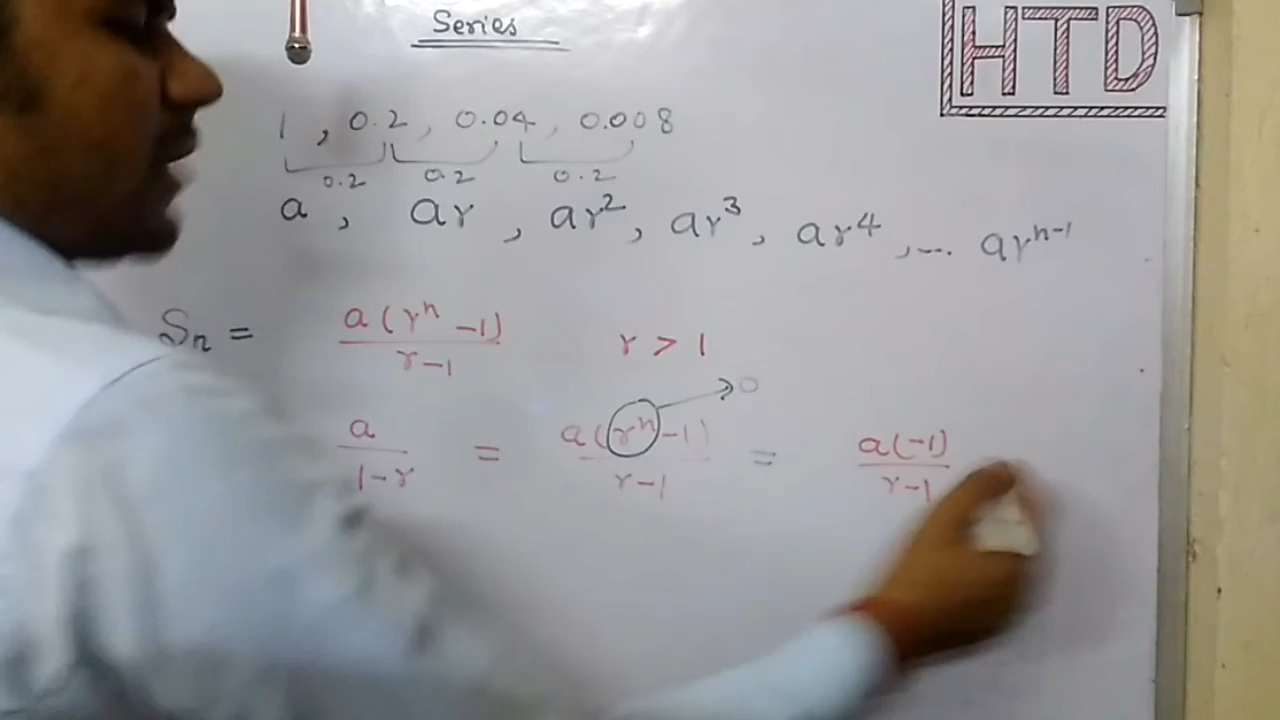 Series
HTD
1 , 0.2 , 0.04 , 0.008
0.2 0.2 0.2
a , ar , ar² , ar³ , ar⁴ , ... arⁿ⁻¹
Sₙ = a(rⁿ - 1) / r - 1 r > 1
0
a / 1 - r = a(rⁿ - 1) / r - 1 = a(-1) / r - 1